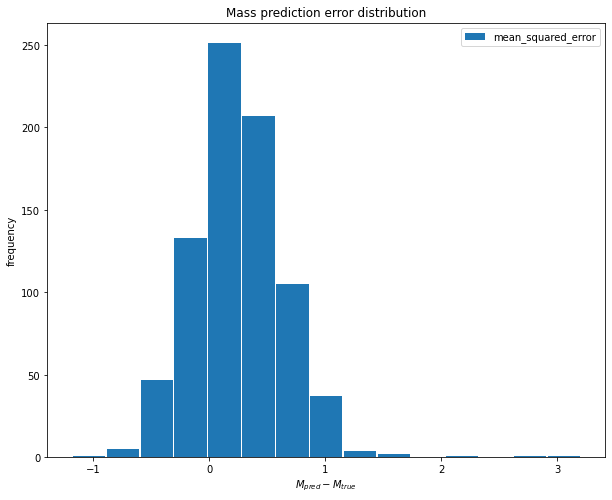 Mass prediction error distribution
mean_squared_error
250
200
150
100
50
0
frequency
−1
0
1
2
3
M_pred − M_true